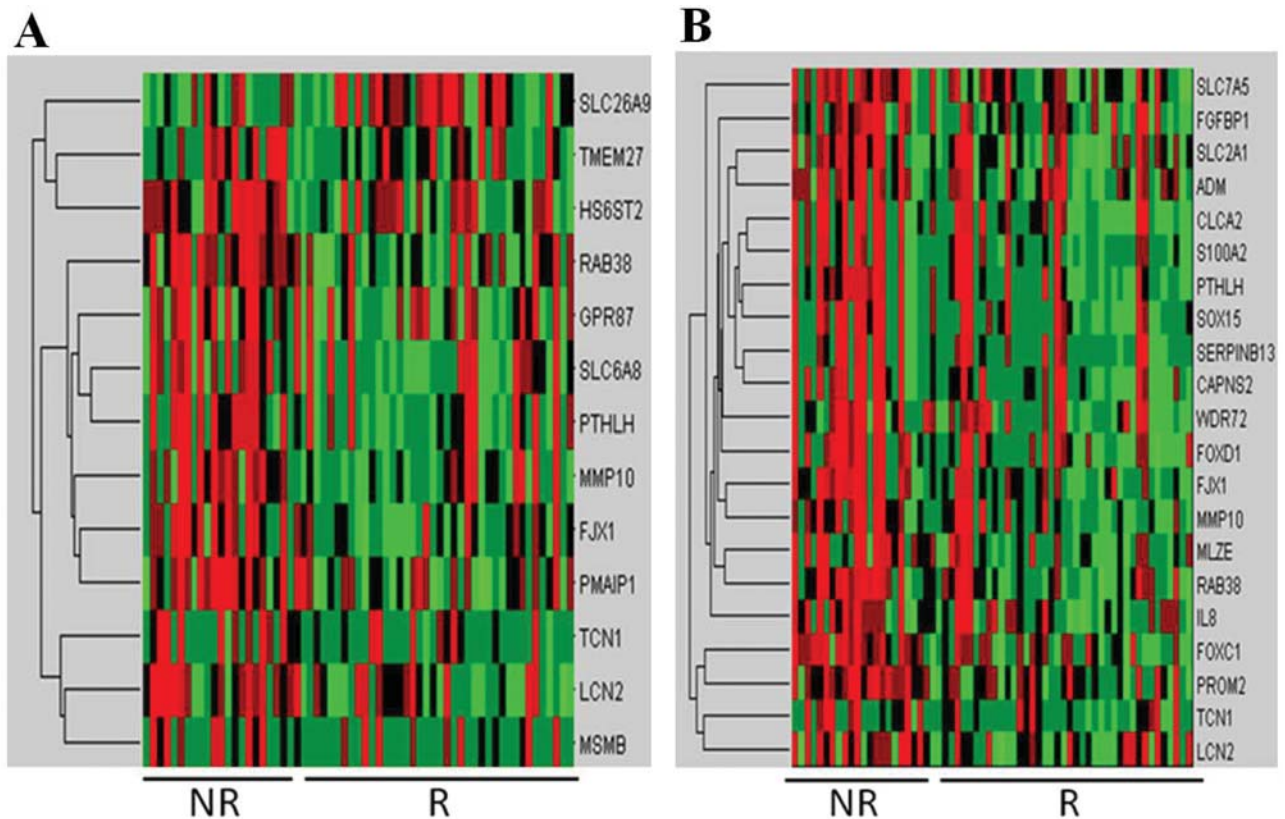 A
SLC26A9
TMEM27
HS6ST2
RAB38
GPR87
SLC6A8
PTHLH
MMP10
FJX1
PMAIP1
TCN1
LCN2
MSMB
NR R
B
SLC7A5
FGFBP1
SLC2A1
ADM
CLCA2
S100A2
PTHLH
SOX15
SERPINB13
CAPNS2
WDR72
FOXD1
FJX1
MMP10
MLZE
RAB38
IL8
FOXC1
PROM2
TCN1
LCN2
NR R